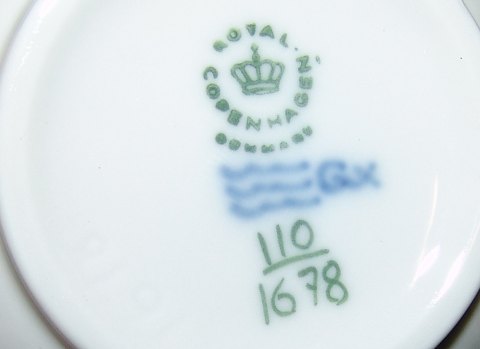 ROYAL COPENHAGEN
DENMARK
GX
110
1678